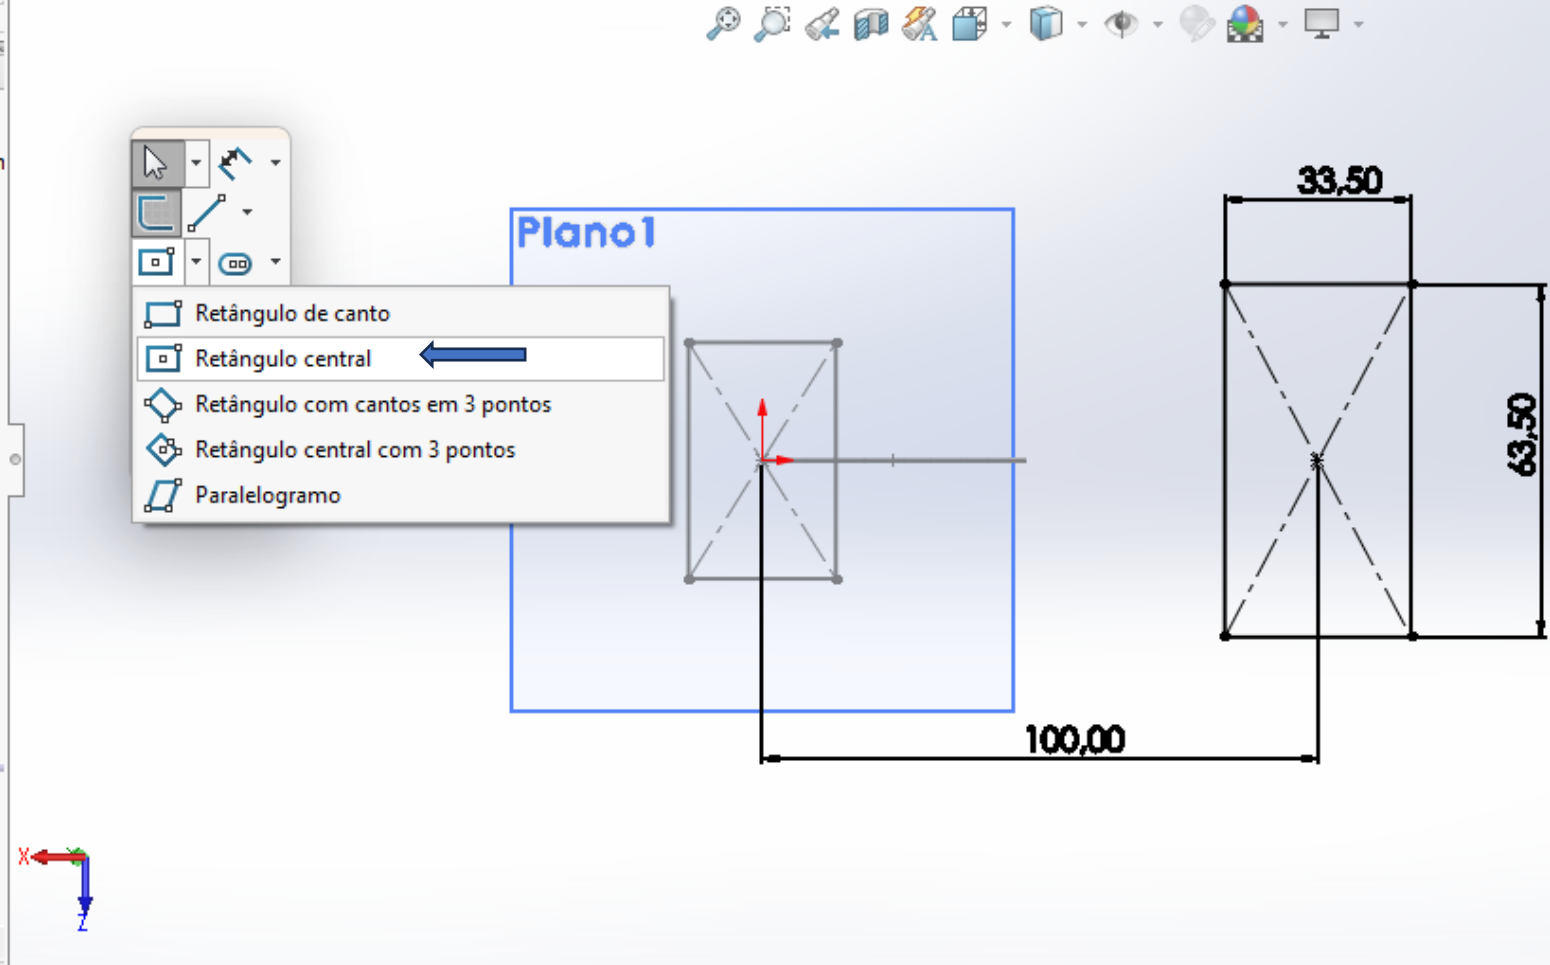 33,50
Plano1
Retângulo de canto
Retângulo central
Retângulo com cantos em 3 pontos
Retângulo central com 3 pontos
Paralelogramo
63,50
100,00
X
Z